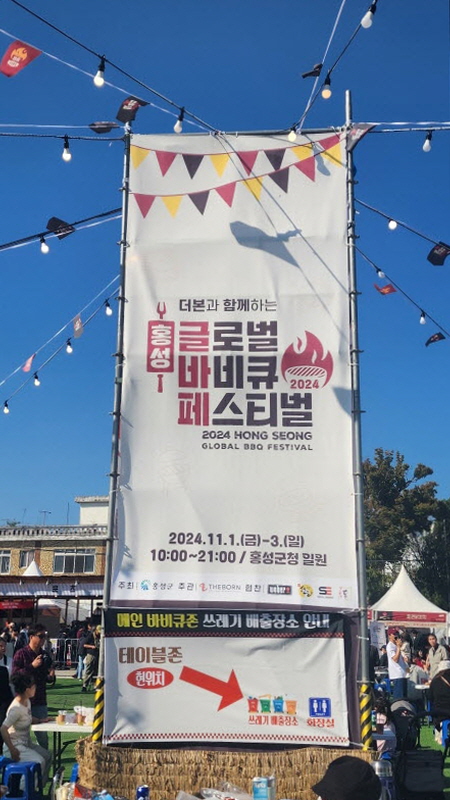 더본과 함께하는
홍성
글로벌
바비큐
2024
페스티벌
2024 HONG SEONG
GLOBAL BBQ FESTIVAL
2024.11.1.(금)-3.(일)
10:00~21:00 / 홍성군청 일원
주최 홍성군 주관 THEBORN 협찬
메인 바비큐존 쓰레기 배출장소 안내
테이블존
현위치
쓰레기 배출장소 화장실